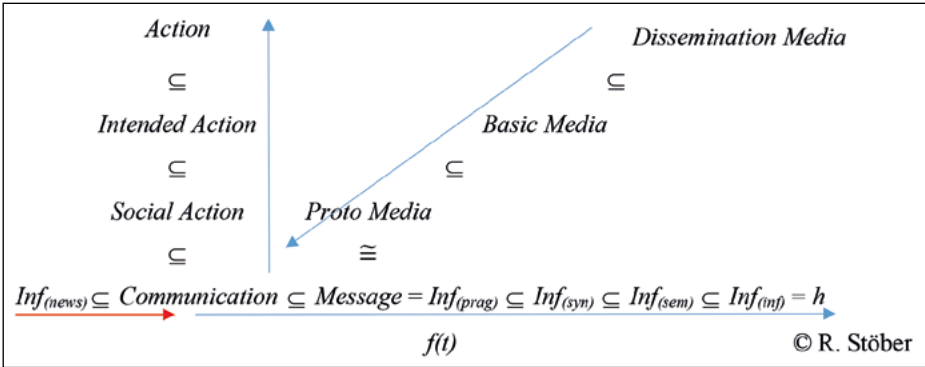 Action Dissemination Media
⊆ ⊆
Intended Action Basic Media
⊆ ⊆
Social Action Proto Media
⊆ ≅
Inf(news) ⊆ Communication ⊆ Message = Inf(prag) ⊆ Inf(syn) ⊆ Inf(sem) ⊆ Inf(inf) = h
f(t) © R. Stöber